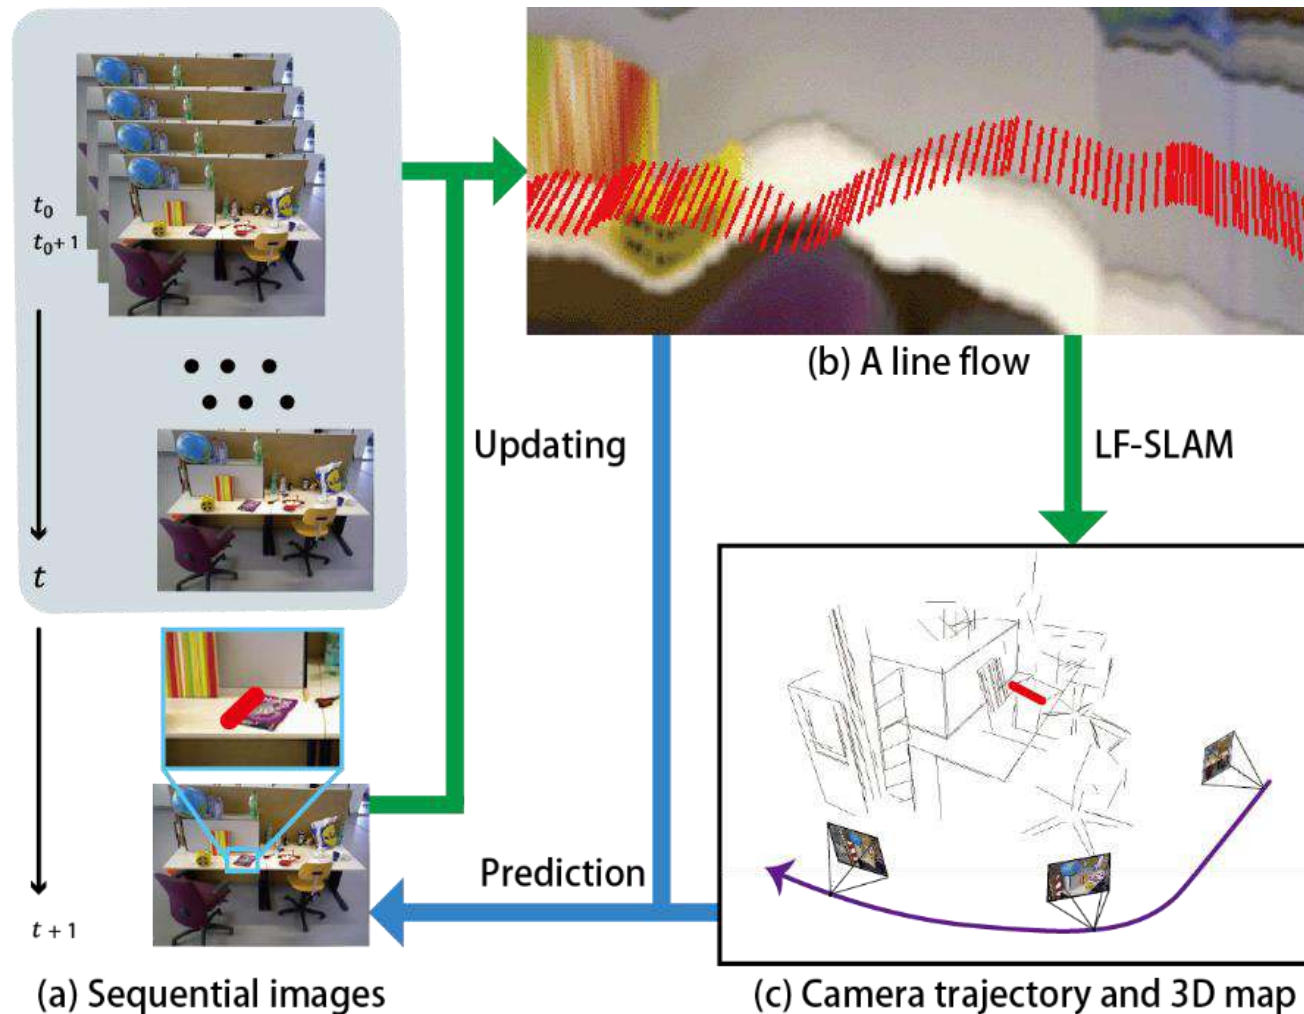 t0
t0+1
t
t + 1
(a) Sequential images
Updating
Prediction
(b) A line flow
LF-SLAM
(c) Camera trajectory and 3D map